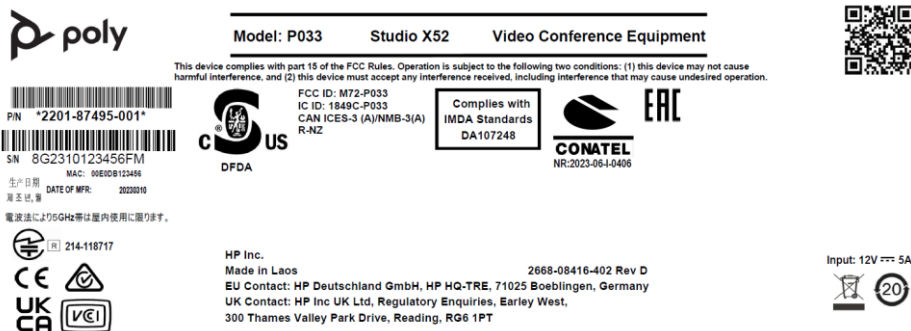 poly
Model: P033 Studio X52 Video Conference Equipment
This device complies with part 15 of the FCC Rules. Operation is subject to the following two conditions: (1) this device may not cause
harmful interference, and (2) this device must accept any interference received, including interference that may cause undesired operation.
P/N *2201-87495-001*
S/N 8G2310123456FM
MAC: 00E0DB123456
生产日期
제조년,월
DATE OF MFR: 20230310
電波法により5GHz帯は屋内使用に限ります。
R 214-118717
CE
UK
CA
VCI
C ® US
DFDA
FCC ID: M72-P033
IC ID: 1849C-P033
CAN ICES-3 (A)/NMB-3(A)
R-NZ
Complies with
IMDA Standards
DA107248
CONATEL
NR:2023-06-I-0406
EAC
HP Inc.
Made in Laos 2668-08416-402 Rev D
EU Contact: HP Deutschland GmbH, HP HQ-TRE, 71025 Boeblingen, Germany
UK Contact: HP Inc UK Ltd, Regulatory Enquiries, Earley West,
300 Thames Valley Park Drive, Reading, RG6 1PT
Input: 12V ⎓ 5A
20